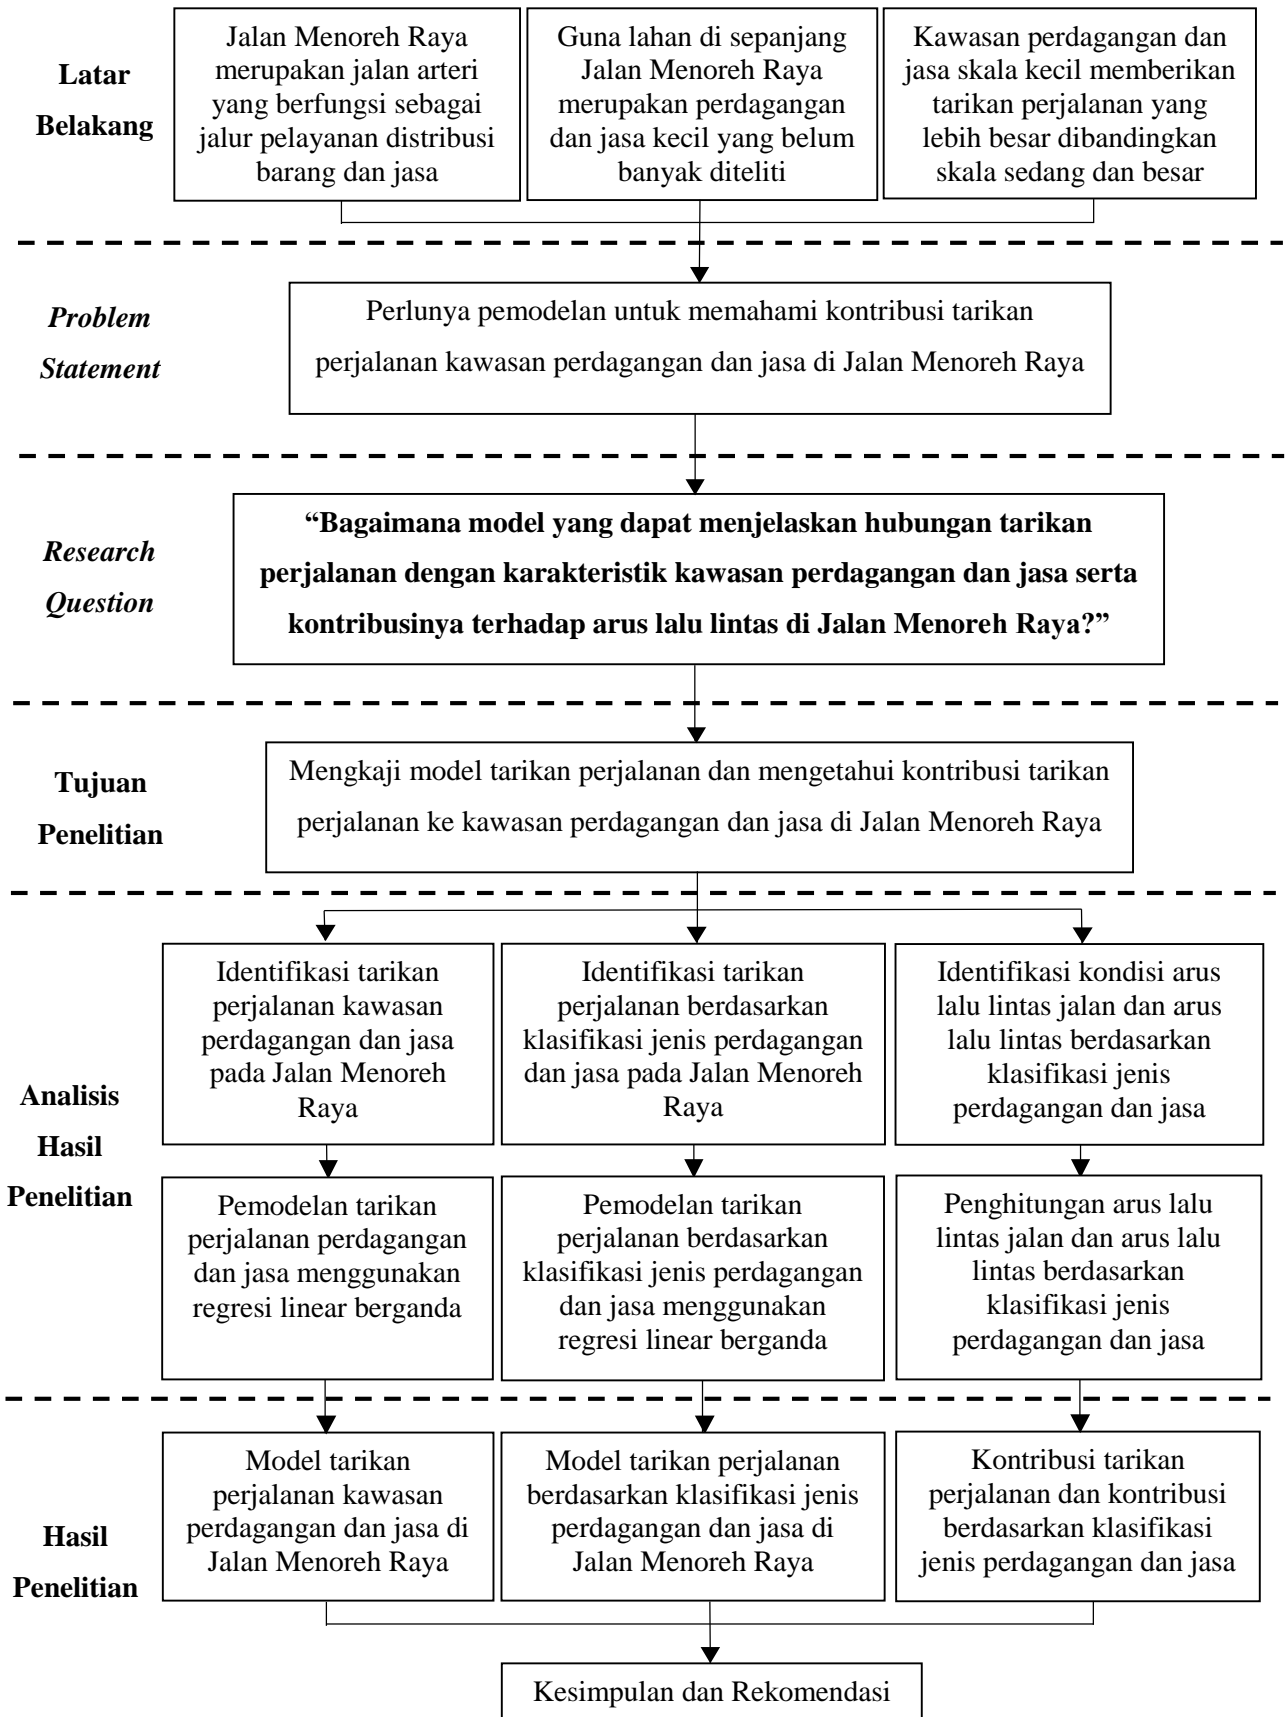 Latar
Belakang
Jalan Menoreh Raya
merupakan jalan arteri
yang berfungsi sebagai
jalur pelayanan distribusi
barang dan jasa
Guna lahan di sepanjang
Jalan Menoreh Raya
merupakan perdagangan
dan jasa kecil yang belum
banyak diteliti
Kawasan perdagangan dan
jasa skala kecil memberikan
tarikan perjalanan yang
lebih besar dibandingkan
skala sedang dan besar
Problem
Statement
Perlunya pemodelan untuk memahami kontribusi tarikan
perjalanan kawasan perdagangan dan jasa di Jalan Menoreh Raya
Research
Question
“Bagaimana model yang dapat menjelaskan hubungan tarikan
perjalanan dengan karakteristik kawasan perdagangan dan jasa serta
kontribusinya terhadap arus lalu lintas di Jalan Menoreh Raya?”
Tujuan
Penelitian
Mengkaji model tarikan perjalanan dan mengetahui kontribusi tarikan
perjalanan ke kawasan perdagangan dan jasa di Jalan Menoreh Raya
Analisis
Hasil
Penelitian
Identifikasi tarikan
perjalanan kawasan
perdagangan dan jasa
pada Jalan Menoreh
Raya
Identifikasi tarikan
perjalanan berdasarkan
klasifikasi jenis perdagangan
dan jasa pada Jalan Menoreh
Raya
Identifikasi kondisi arus
lalu lintas jalan dan arus
lalu lintas berdasarkan
klasifikasi jenis
perdagangan dan jasa
Pemodelan tarikan
perjalanan perdagangan
dan jasa menggunakan
regresi linear berganda
Pemodelan tarikan
perjalanan berdasarkan
klasifikasi jenis perdagangan
dan jasa menggunakan
regresi linear berganda
Penghitungan arus lalu
lintas jalan dan arus lalu
lintas berdasarkan
klasifikasi jenis
perdagangan dan jasa
Hasil
Penelitian
Model tarikan
perjalanan kawasan
perdagangan dan jasa di
Jalan Menoreh Raya
Model tarikan perjalanan
berdasarkan klasifikasi jenis
perdagangan dan jasa di
Jalan Menoreh Raya
Kontribusi tarikan
perjalanan dan kontribusi
berdasarkan klasifikasi
jenis perdagangan dan jasa
Kesimpulan dan Rekomendasi